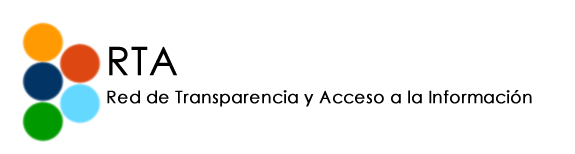 RTA
Red de Transparencia y Acceso a la Información